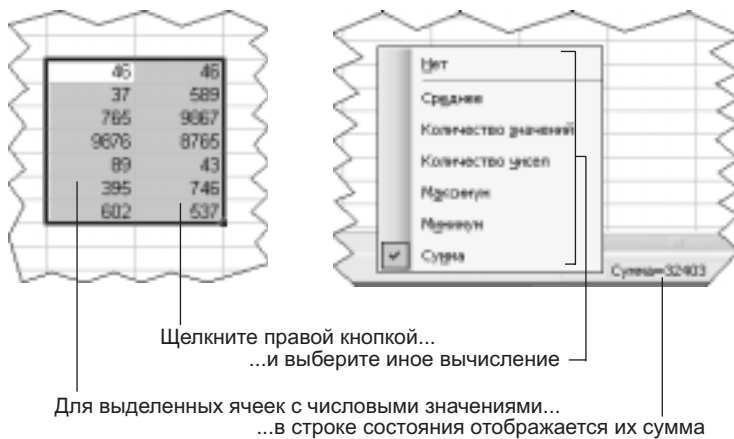 46 46
37 589
765 9867
9876 8765
89 43
395 746
602 537
Нет
Среднее
Количество значений
Количество чисел
Максимум
Минимум
Сумма
Сумма=32403
Щелкните правой кнопкой...
...и выберите иное вычисление
Для выделенных ячеек с числовыми значениями...
...в строке состояния отображается их сумма